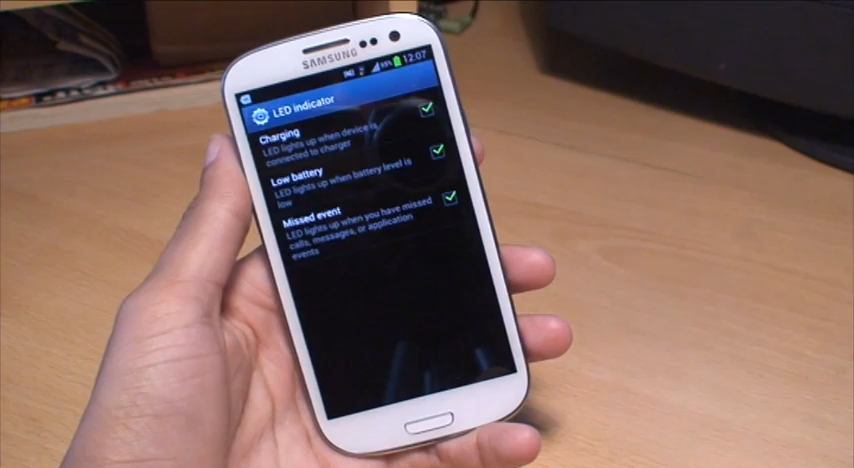 SAMSUNG
93% 12:07
LED indicator
Charging
LED lights up when device is
connected to charger
Low battery
LED lights up when battery level is
low
Missed event
LED lights up when you have missed
calls, messages, or application
events